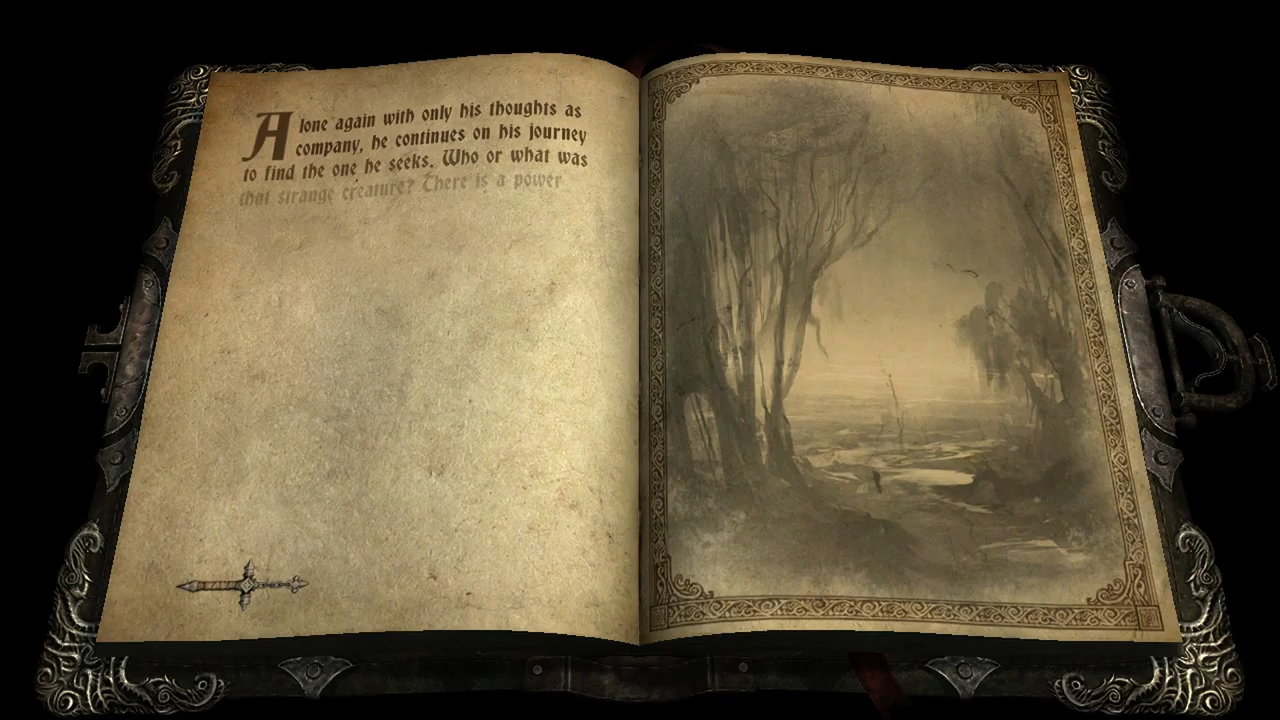 Alone again with only his thoughts as
company, he continues on his journey
to find the one he seeks. Who or what was
that strange creature? There is a power